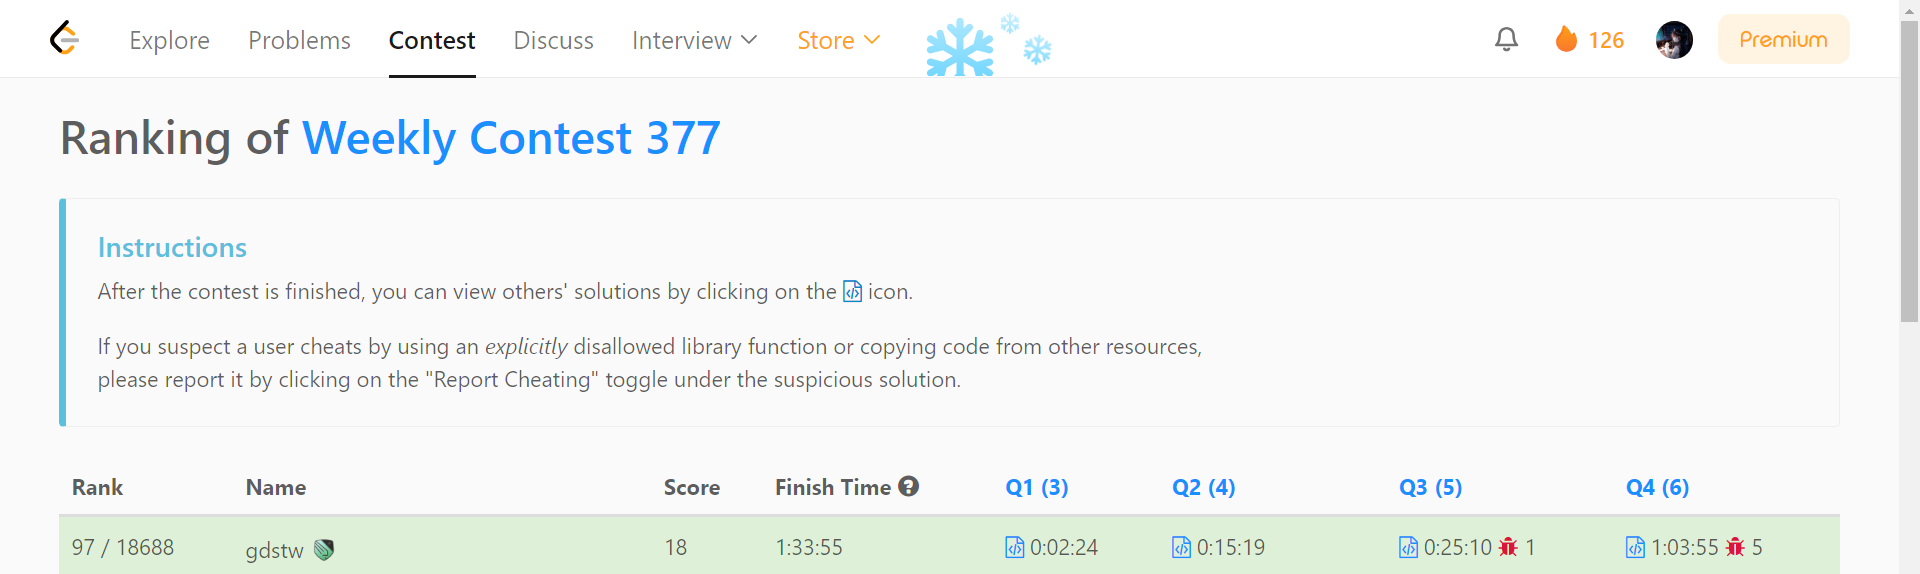 Explore Problems Contest Discuss Interview Store 126 Premium
Ranking of Weekly Contest 377
Instructions
After the contest is finished, you can view others' solutions by clicking on the icon.
If you suspect a user cheats by using an explicitly disallowed library function or copying code from other resources,
please report it by clicking on the "Report Cheating" toggle under the suspicious solution.
Rank Name Score Finish Time Q1 (3) Q2 (4) Q3 (5) Q4 (6)
97 / 18688 gdstw 18 1:33:55 0:02:24 0:15:19 0:25:10 1 1:03:55 5